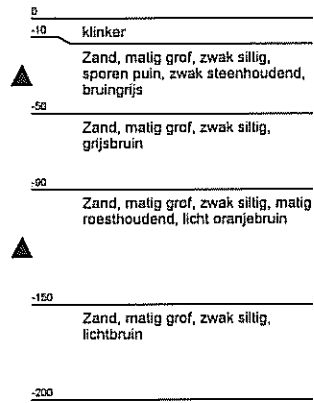 0
-10
klinker
Zand, matig grof, zwak siltig,
sporen puin, zwak steenhoudend,
bruingrijs
-50
Zand, matig grof, zwak siltig,
grijsbruin
-90
Zand, matig grof, zwak siltig, matig
roesthoudend, licht oranjebruin
-150
Zand, matig grof, zwak siltig,
lichtbruin
-200